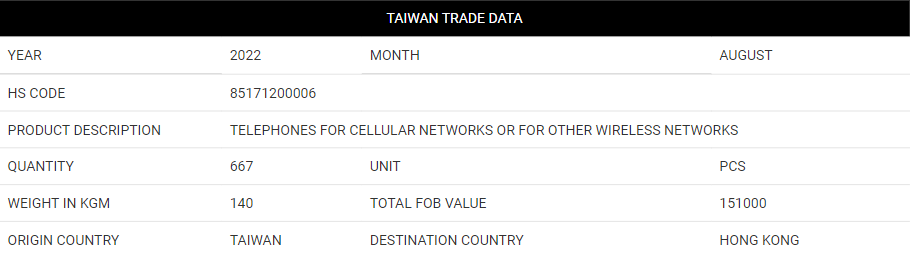 TAIWAN TRADE DATA
YEAR 2022 MONTH AUGUST
HS CODE 85171200006
PRODUCT DESCRIPTION TELEPHONES FOR CELLULAR NETWORKS OR FOR OTHER WIRELESS NETWORKS
QUANTITY 667 UNIT PCS
WEIGHT IN KGM 140 TOTAL FOB VALUE 151000
ORIGIN COUNTRY TAIWAN DESTINATION COUNTRY HONG KONG